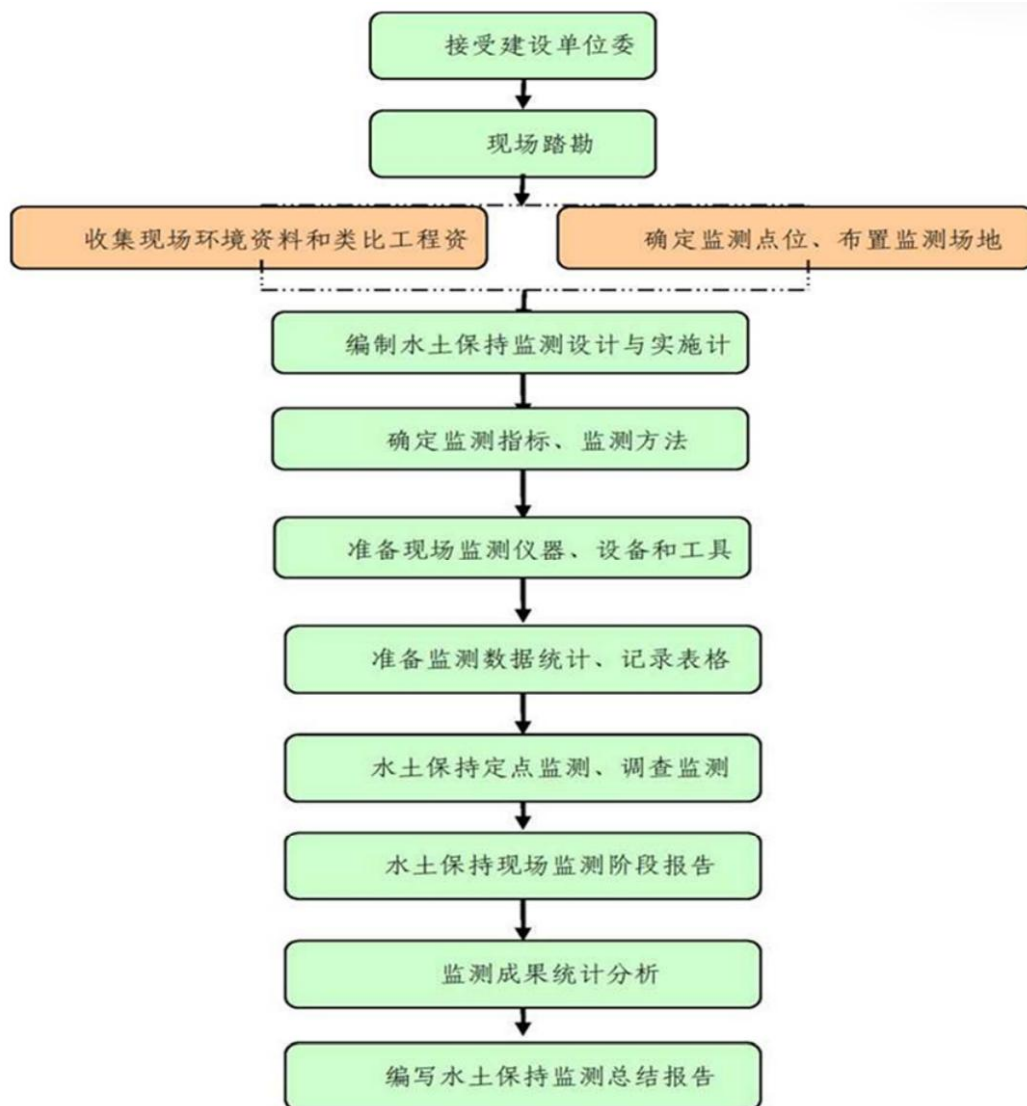 接受建设单位委
现场踏勘
收集现场环境资料和类比工程资
确定监测点位、布置监测场地
编制水土保持监测设计与实施计
确定监测指标、监测方法
准备现场监测仪器、设备和工具
准备监测数据统计、记录表格
水土保持定点监测、调查监测
水土保持现场监测阶段报告
监测成果统计分析
编写水土保持监测总结报告